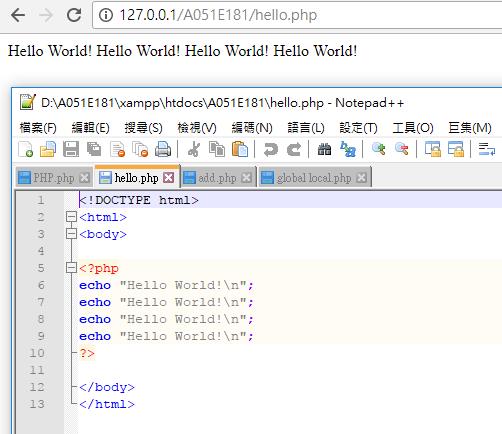 127.0.0.1/A051E181/hello.php
Hello World! Hello World! Hello World! Hello World!
D:\A051E181\xampp\htdocs\A051E181\hello.php - Notepad++
檔案(F) 編輯(E) 搜尋(S) 檢視(V) 編碼(N) 語言(L) 設定(T) 工具(O) 巨集(M)
PHP.php hello.php add.php global local.php
1 <!DOCTYPE html>
2 <html>
3 <body>
4
5 <?php
6 echo "Hello World!\n";
7 echo "Hello World!\n";
8 echo "Hello World!\n";
9 echo "Hello World!\n";
10 ?>
11
12 </body>
13 </html>